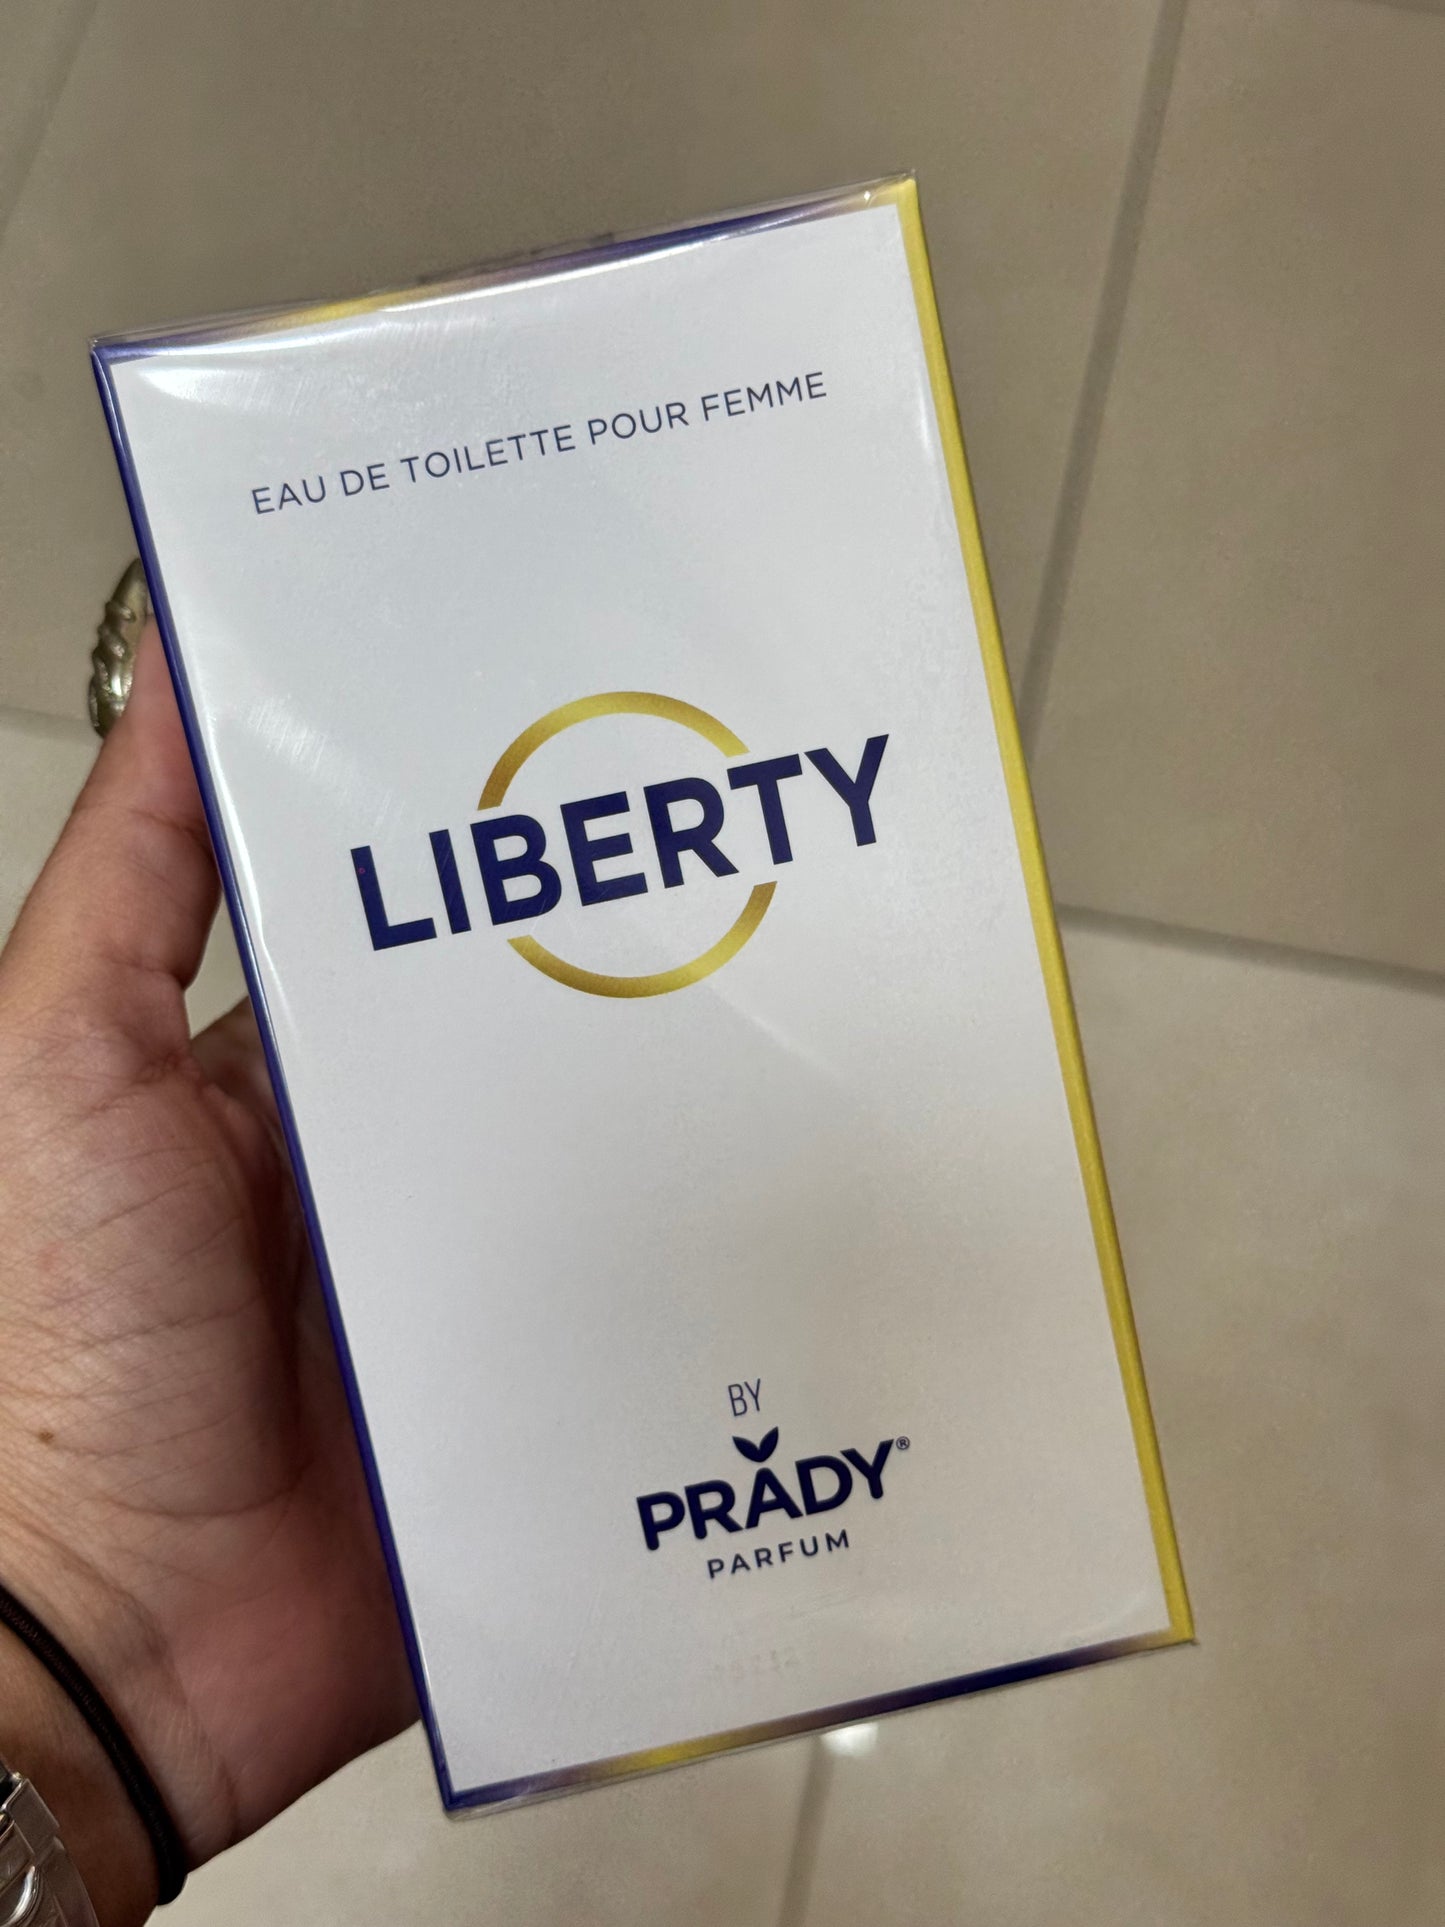 EAU DE TOILETTE POUR FEMME
LIBERTY
BY
PRADY®
PARFUM